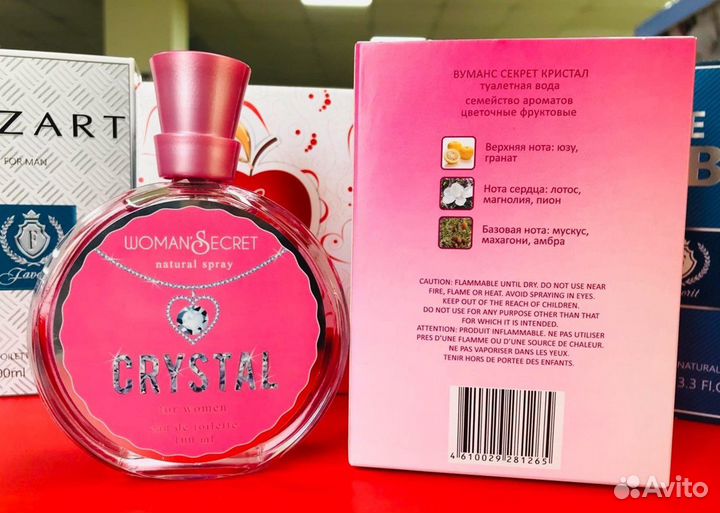 ZART
FOR MAN
F
WOMAN'SECRET
natural spray
CRYSTAL
for women
eau de toilette
100 ml
ВУМАНС СЕКРЕТ КРИСТАЛ
туалетная вода
семейство ароматов
цветочные фруктовые
Верхняя нота: юзу,
гранат
Нота сердца: лотос,
магнолия, пион
Базовая нота: мускус,
махагони, амбра
CAUTION: FLAMMABLE UNTIL DRY. DO NOT USE NEAR
FIRE, FLAME OR HEAT. AVOID SPRAYING IN EYES.
KEEP OUT OF THE REACH OF CHILDREN.
DO NOT USE FOR ANY PURPOSE OTHER THAN THAT
FOR WHICH IT IS INTENDED.
ATTENTION: PRODUIT INFLAMMABLE. NE PAS UTILISER
PRES D'UNE FLAMME OU D'UNE SOURCE DE CHALEUR.
NE PAS VAPORISER DANS LES YEUX.
TENIR HORS DE PORTEE DES ENFANTS.
4 610029 281265
NATURAL
3.3 Fl,
Avito